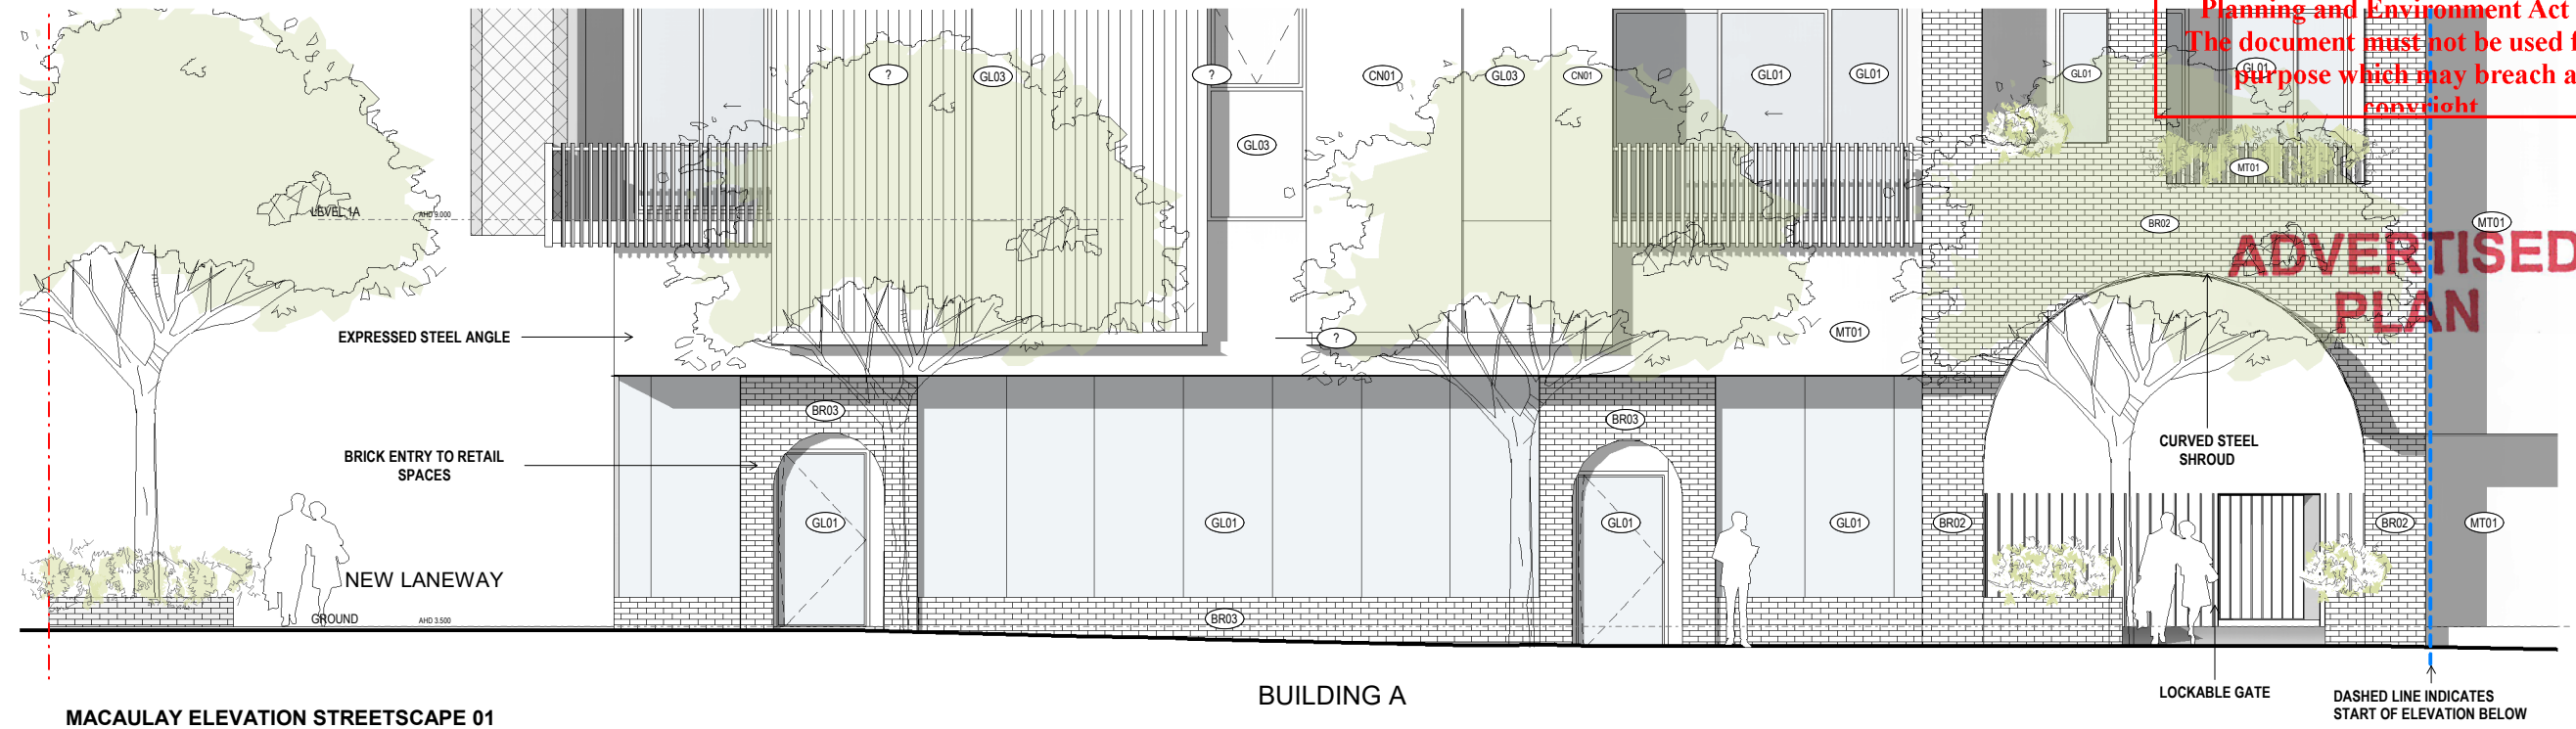 Planning and Environment Act
The document must not be used
purpose which may breach
copyright
? GL03 ? CN01 GL03 CN01 GL01 GL01 GL01 GL01
GL03
MT01
LEVEL 1A AHD 9.000
BR02 MT01
ADVERTISED
PLAN
EXPRESSED STEEL ANGLE
? MT01
BR03 BR03
BRICK ENTRY TO RETAIL
SPACES
CURVED STEEL
SHROUD
GL01 GL01 GL01 GL01 BR02 BR02 MT01
NEW LANEWAY
GROUND AHD 3.500
BR03
BUILDING A
LOCKABLE GATE
DASHED LINE INDICATES
START OF ELEVATION BELOW
MACAULAY ELEVATION STREETSCAPE 01